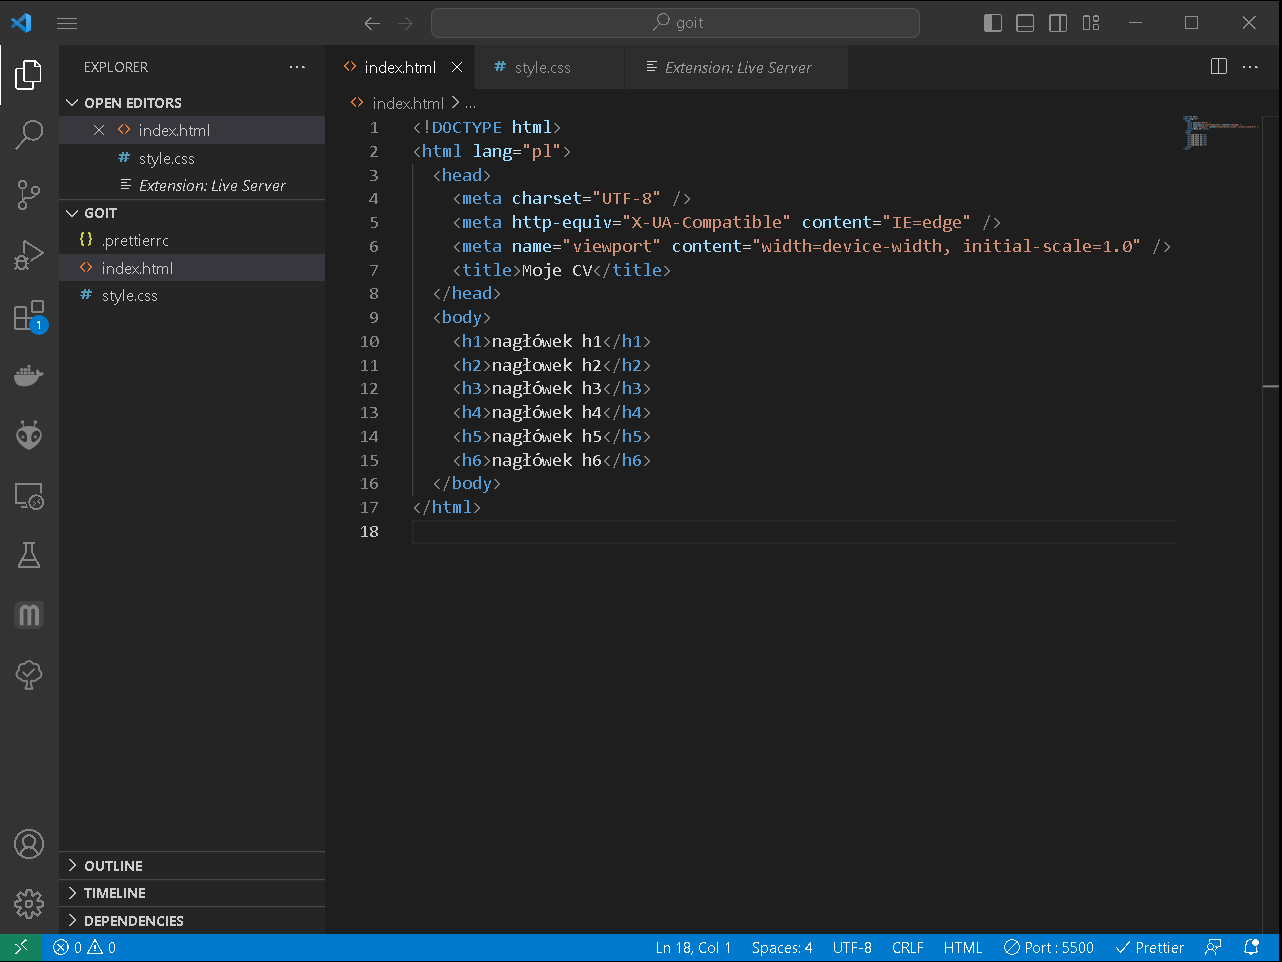 goit
EXPLORER
OPEN EDITORS
index.html
style.css
Extension: Live Server
GOIT
.prettierrc
index.html
style.css
OUTLINE
TIMELINE
DEPENDENCIES
1
index.html
style.css
Extension: Live Server
index.html > ...
1 <!DOCTYPE html>
2 <html lang="pl">
3 <head>
4 <meta charset="UTF-8" />
5 <meta http-equiv="X-UA-Compatible" content="IE=edge" />
6 <meta name="viewport" content="width=device-width, initial-scale=1.0" />
7 <title>Moje CV</title>
8 </head>
9 <body>
10 <h1>nagłówek h1</h1>
11 <h2>nagłowek h2</h2>
12 <h3>nagłówek h3</h3>
13 <h4>nagłówek h4</h4>
14 <h5>nagłówek h5</h5>
15 <h6>nagłówek h6</h6>
16 </body>
17 </html>
18
0 0
Ln 18, Col 1 Spaces: 4 UTF-8 CRLF HTML Port : 5500 Prettier